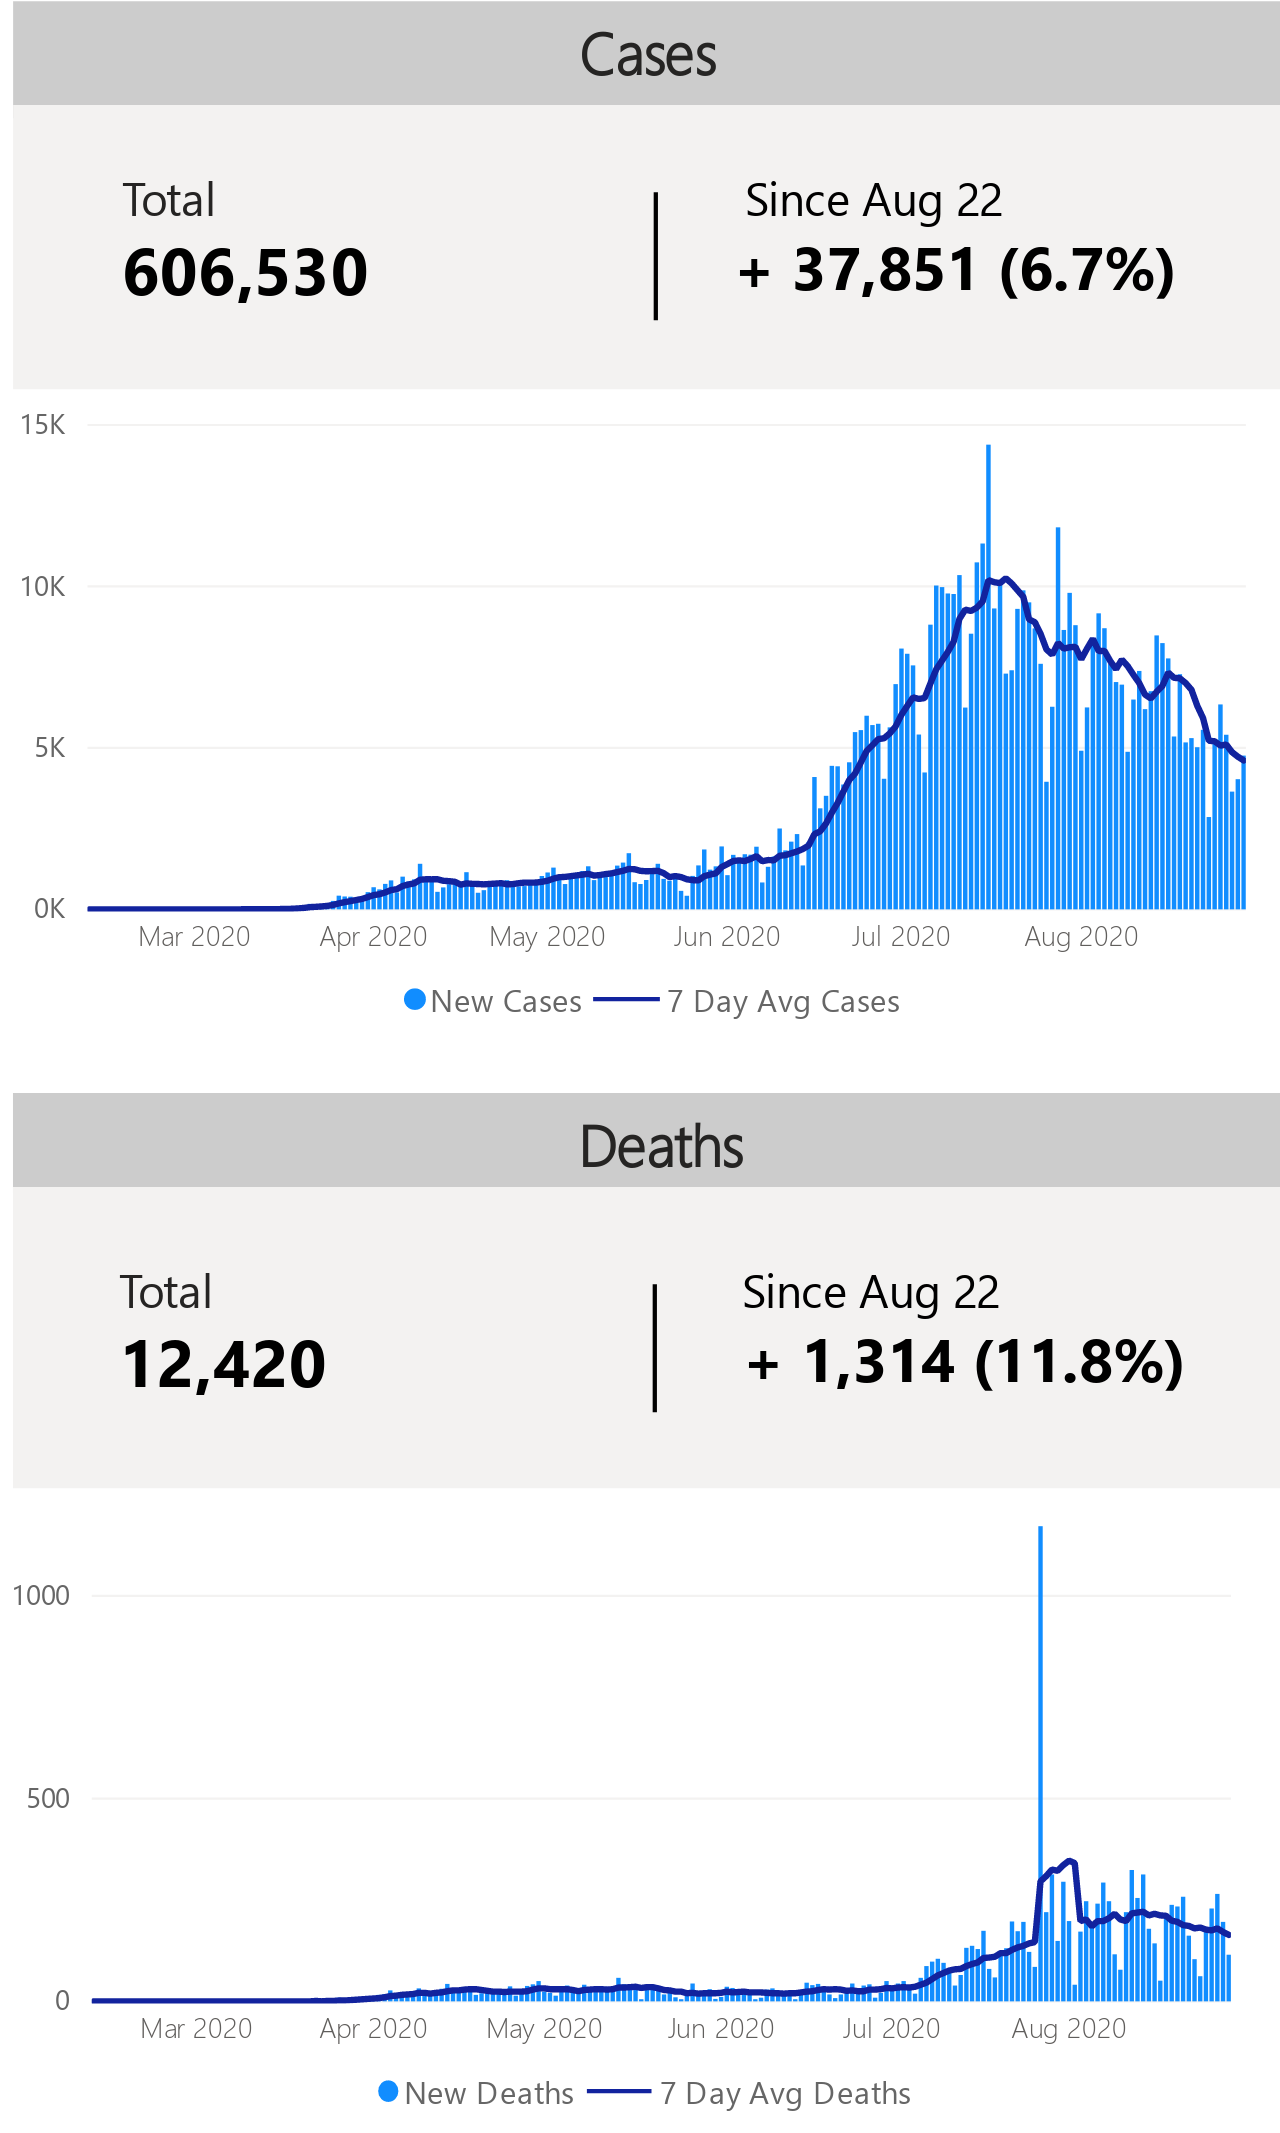 Cases
Total
Since Aug 22
606,530
+ 37,851 (6.7%)
15K
10K
5K
0K
Mar 2020 Apr 2020 May 2020 Jun 2020 Jul 2020 Aug 2020
New Cases 7 Day Avg Cases
Deaths
Total
Since Aug 22
12,420
+ 1,314 (11.8%)
1000
500
0
Mar 2020 Apr 2020 May 2020 Jun 2020 Jul 2020 Aug 2020
New Deaths 7 Day Avg Deaths